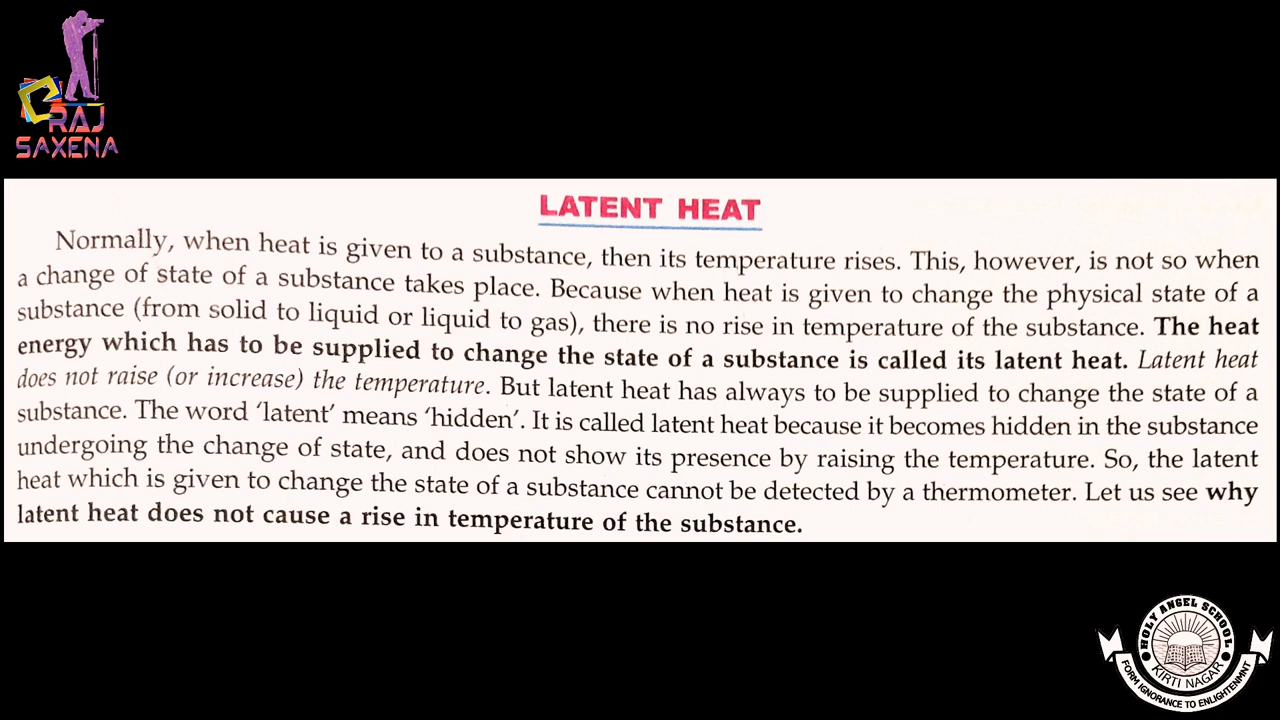 RAJ
SAXENA
LATENT HEAT
Normally, when heat is given to a substance, then its temperature rises. This, however, is not so when
a change of state of a substance takes place. Because when heat is given to change the physical state of a
substance (from solid to liquid or liquid to gas), there is no rise in temperature of the substance. The heat
energy which has to be supplied to change the state of a substance is called its latent heat. Latent heat
does not raise (or increase) the temperature. But latent heat has always to be supplied to change the state of a
substance. The word ‘latent’ means ‘hidden’. It is called latent heat because it becomes hidden in the substance
undergoing the change of state, and does not show its presence by raising the temperature. So, the latent
heat which is given to change the state of a substance cannot be detected by a thermometer. Let us see why
latent heat does not cause a rise in temperature of the substance.
HOLY ANGEL SCHOOL
KIRTI NAGAR
FORM IGNORANCE TO ENLIGHTENMNT